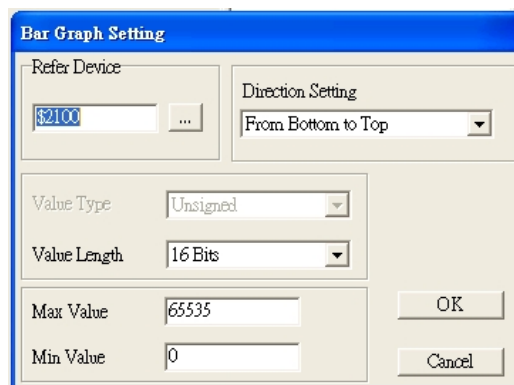 Bar Graph Setting
Refer Device
$2100
...
Direction Setting
From Bottom to Top
Value Type
Unsigned
Value Length
16 Bits
Max Value
65535
Min Value
0
OK
Cancel